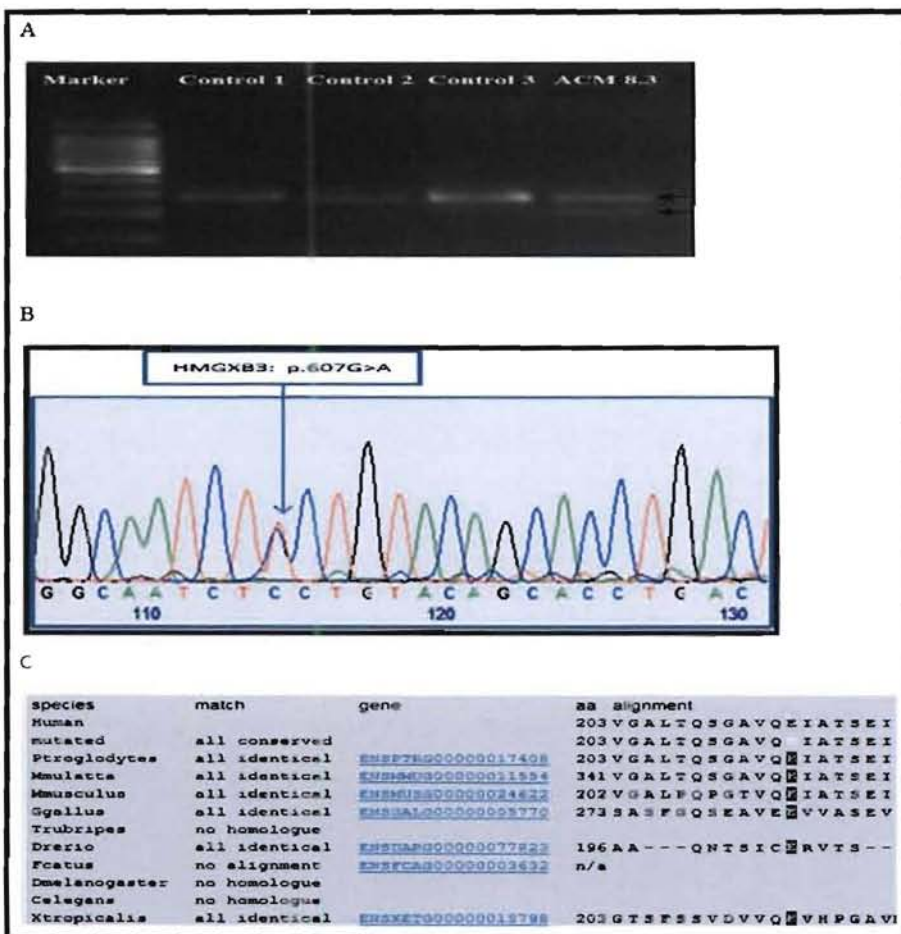 A
Marker Control 1 Control 2 Control 3 ACM 8.3
B
HMGXB3: p.607G>A
G G C A A T C T C C T G T A C A G C A C C T G A C
110 120 130
C
species match gene aa alignment
Human 203 V G A L T Q S G A V Q E I A T S E I
mutated all conserved 203 V G A L T Q S G A V Q I A T S E I
Ptroglodytes all identical 203 V G A L T Q S G A V Q E I A T S E I
Mmulatta all identical 341 V G A L T Q S G A V Q E I A T S E I
Mmusculus all identical 202 V G A L P Q P G T V Q E I A T S E I
Ggallus all identical 273 S A S F G Q S E A V E E V V A S E V
Trubripes no homologue
Drerio all identical 196 A A - - - Q N T S I C E R V T S - -
Fcatus no alignment n/a
Dmelanogaster no homologue
Celegans no homologue
Xtropicalis all identical 203 G T S F S S V D V V Q E V H P G A V